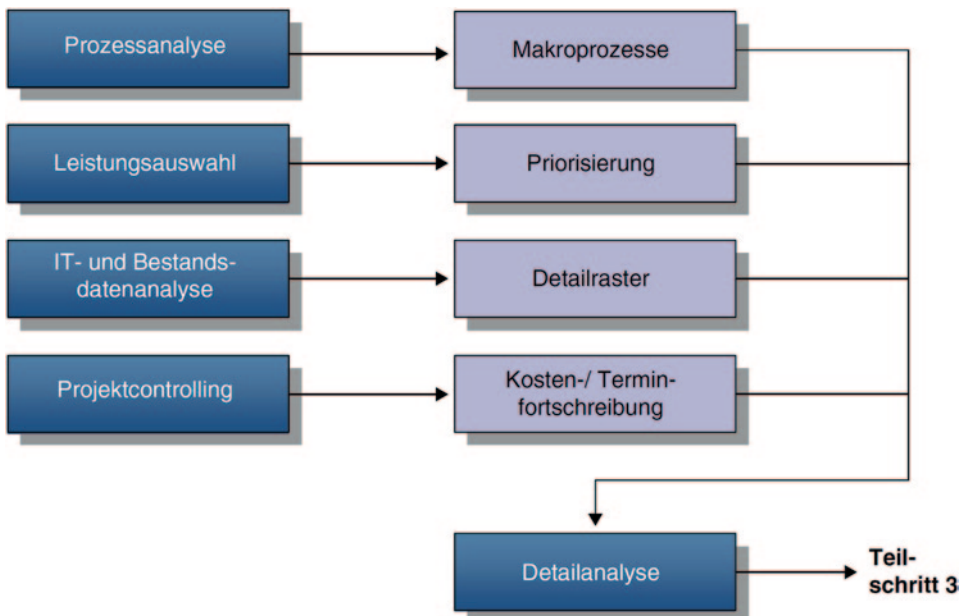 Prozessanalyse
Makroprozesse
Leistungsauswahl
Priorisierung
IT- und Bestands-
datenanalyse
Detailraster
Projektcontrolling
Kosten-/ Termin-
fortschreibung
Detailanalyse
Teil-
schritt 3